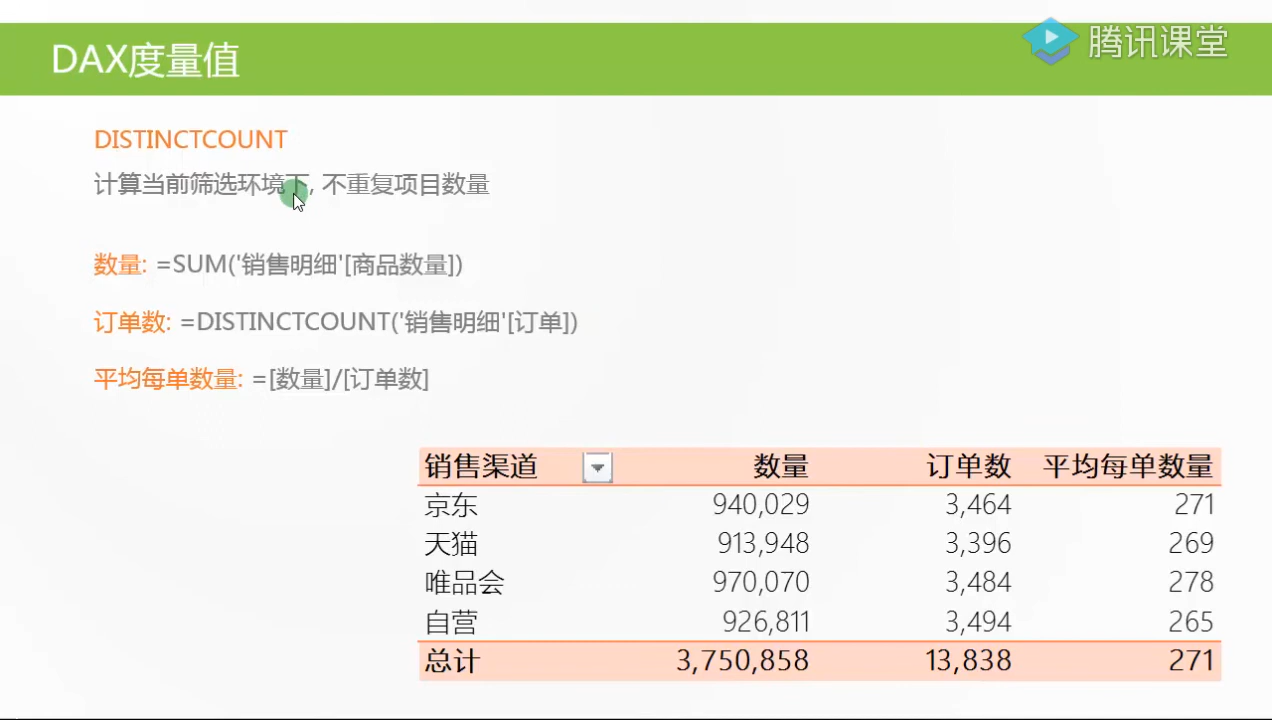 DAX度量值
腾讯课堂
DISTINCTCOUNT
计算当前筛选环境下, 不重复项目数量
数量: =SUM('销售明细'[商品数量])
订单数: =DISTINCTCOUNT('销售明细'[订单])
平均每单数量: =[数量]/[订单数]
销售渠道 数量 订单数 平均每单数量
京东 940,029 3,464 271
天猫 913,948 3,396 269
唯品会 970,070 3,484 278
自营 926,811 3,494 265
总计 3,750,858 13,838 271